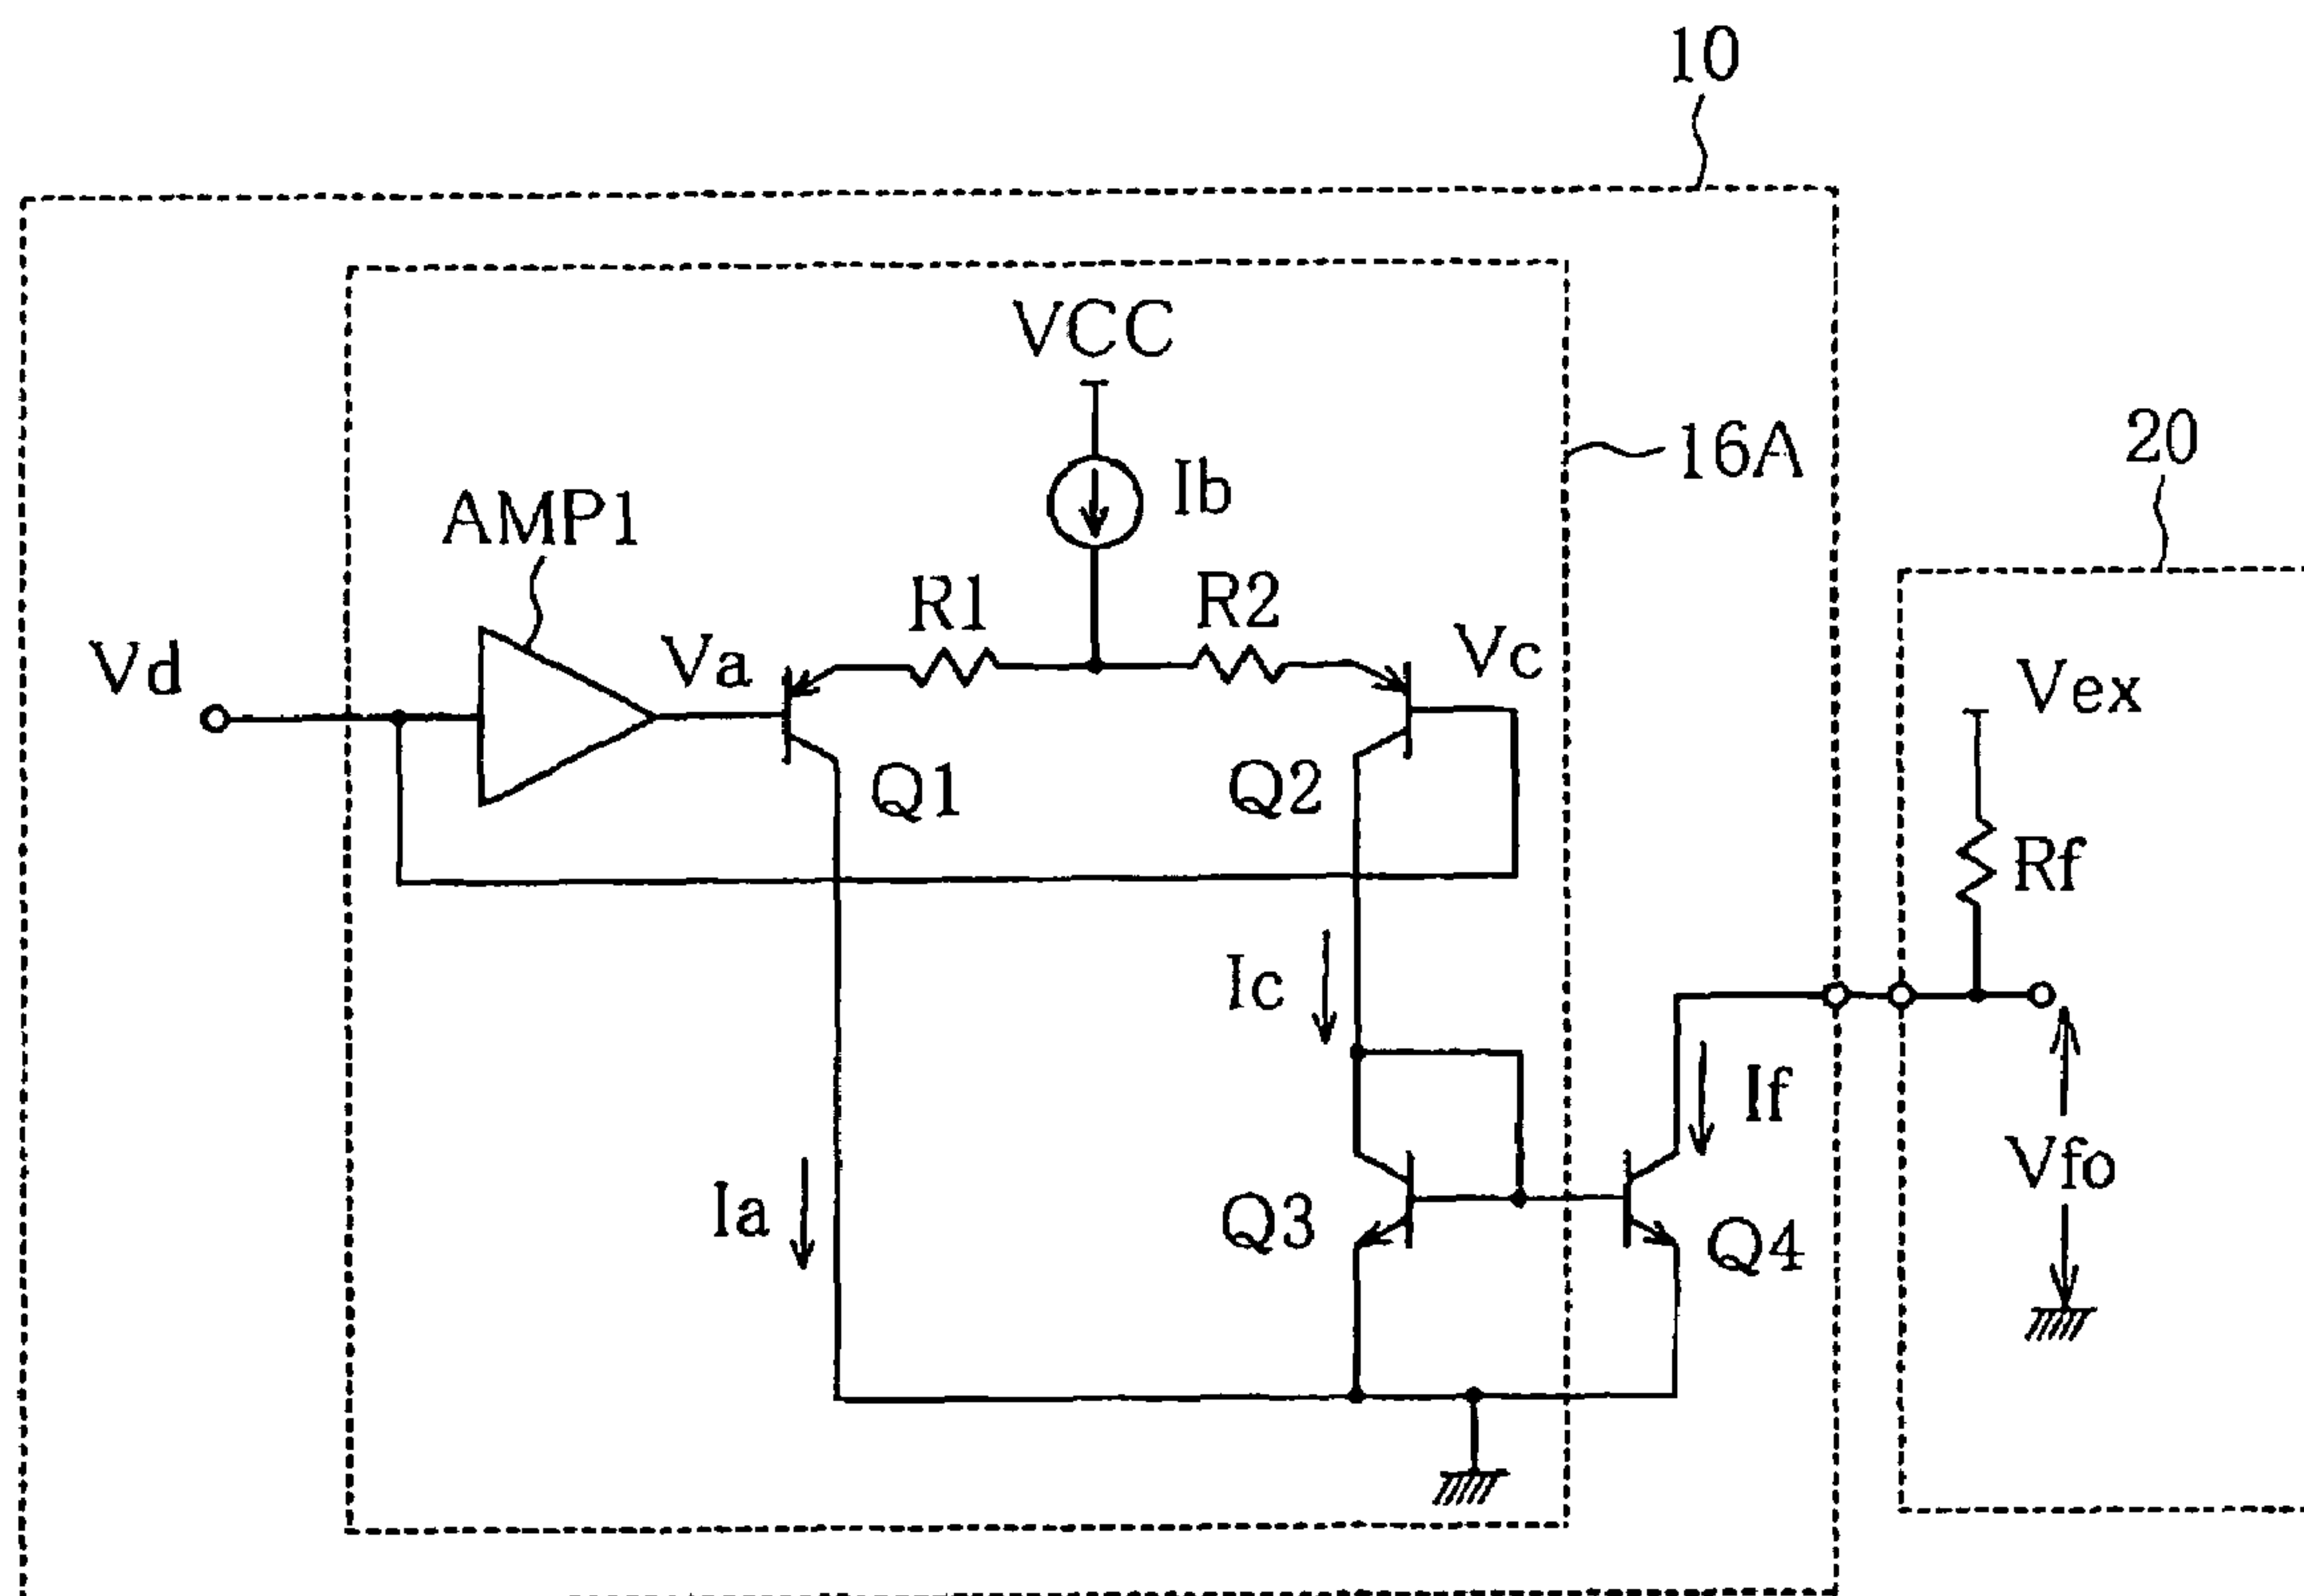 10
VCC
16A
20
Ib
AMP1
R1
R2
Vd
Va
Vc
Vex
Q1
Q2
Rf
Ic
If
Ia
Q3
Q4
Vfo